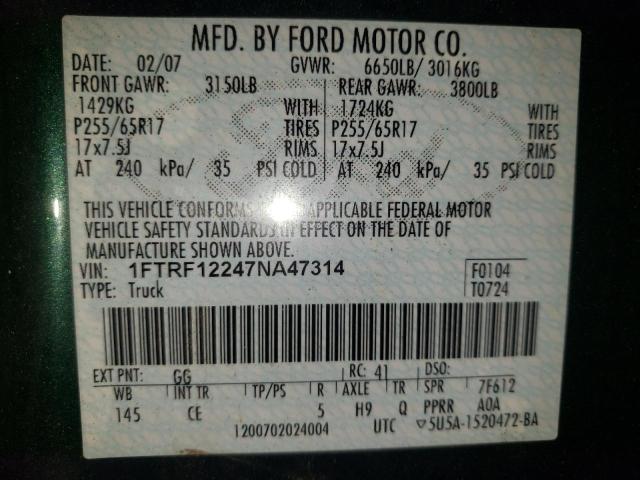 MFD. BY FORD MOTOR CO.
DATE: 02/07 GVWR: 6650LB/ 3016KG
FRONT GAWR: 3150LB REAR GAWR: 3800LB
1429KG WITH 1724KG WITH
P255/65R17 TIRES P255/65R17 TIRES
17x7.5J RIMS 17x7.5J RIMS
AT 240 kPa/ 35 PSI COLD AT 240 kPa/ 35 PSI COLD
THIS VEHICLE CONFORMS APPLICABLE FEDERAL MOTOR
VEHICLE SAFETY STANDARDS IN EFFECT ON THE DATE OF
MANUFACTURE SHOWN ABOVE.
VIN: 1FTRF12247NA47314 F0104
TYPE: Truck T0724
EXT PNT: GG RC: 41 DSO:
WB INT TR TP/PS R AXLE TR SPR 7F612
145 CE 5 H9 Q PPRR A0A
1200702024004 UTC ▽5U5A-1520472-BA